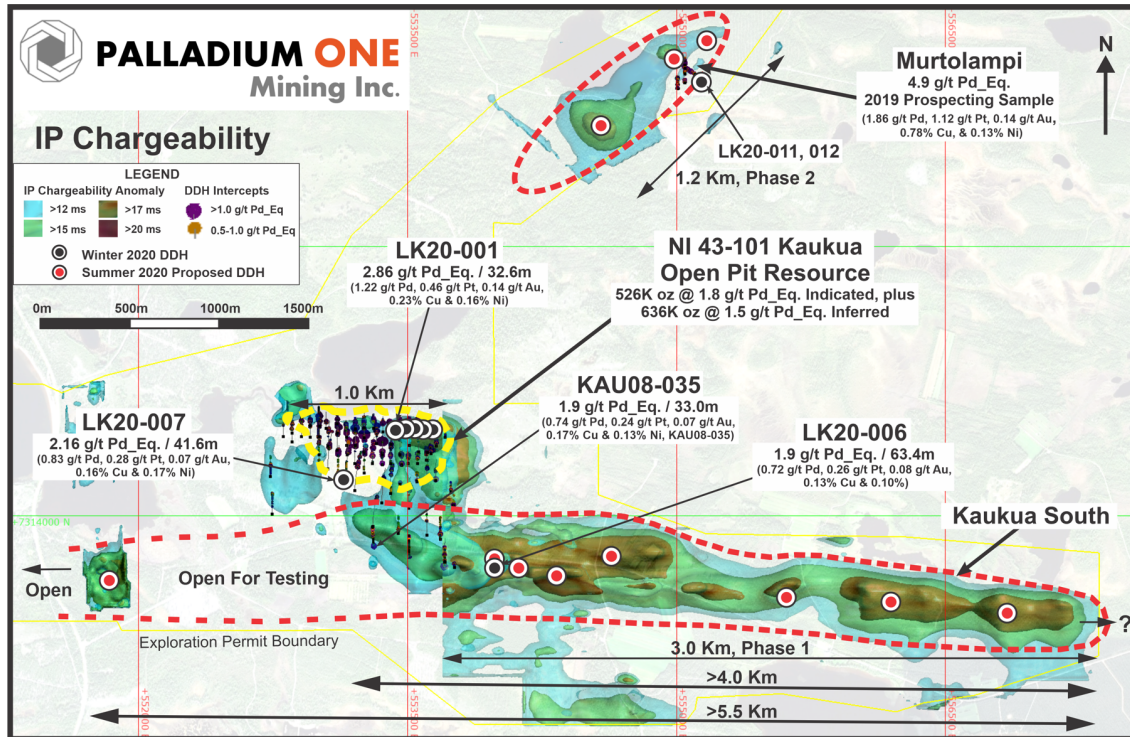 PALLADIUM ONE
Mining Inc.
IP Chargeability
LEGEND
IP Chargeability Anomaly
DDH Intercepts
>12 ms
>17 ms
>1.0 g/t Pd_Eq
>15 ms
>20 ms
0.5-1.0 g/t Pd_Eq
Winter 2020 DDH
Summer 2020 Proposed DDH
0m 500m 1000m 1500m
553500 E
556500
N
Murtolampi
4.9 g/t Pd_Eq.
2019 Prospecting Sample
(1.86 g/t Pd, 1.12 g/t Pt, 0.14 g/t Au,
0.78% Cu, & 0.13% Ni)
LK20-011, 012
1.2 Km, Phase 2
LK20-001
2.86 g/t Pd_Eq. / 32.6m
(1.22 g/t Pd, 0.46 g/t Pt, 0.14 g/t Au,
0.23% Cu & 0.16% Ni)
NI 43-101 Kaukua
Open Pit Resource
526K oz @ 1.8 g/t Pd_Eq. Indicated, plus
636K oz @ 1.5 g/t Pd_Eq. Inferred
1.0 Km
LK20-007
2.16 g/t Pd_Eq. / 41.6m
(0.83 g/t Pd, 0.28 g/t Pt, 0.07 g/t Au,
0.16% Cu & 0.17% Ni)
KAU08-035
1.9 g/t Pd_Eq. / 33.0m
(0.74 g/t Pd, 0.24 g/t Pt, 0.07 g/t Au,
0.17% Cu & 0.13% Ni, KAU08-035)
LK20-006
1.9 g/t Pd_Eq. / 63.4m
(0.72 g/t Pd, 0.26 g/t Pt, 0.08 g/t Au,
0.13% Cu & 0.10%)
+7314000 N
Kaukua South
Open
Open For Testing
?
Exploration Permit Boundary
3.0 Km, Phase 1
>4.0 Km
>5.5 Km